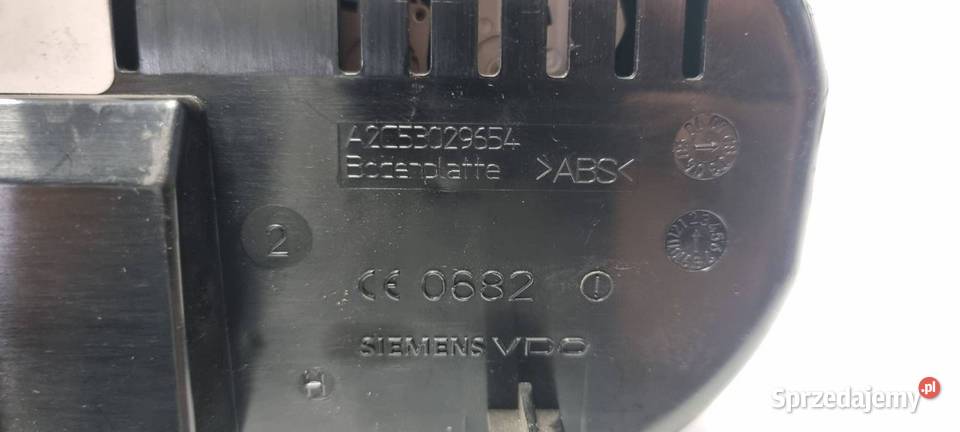 A2C53029654
Bodenplatte >ABS<
2
CE 0682 !
SIEMENS VDO
H
Sprzedajemy.pl